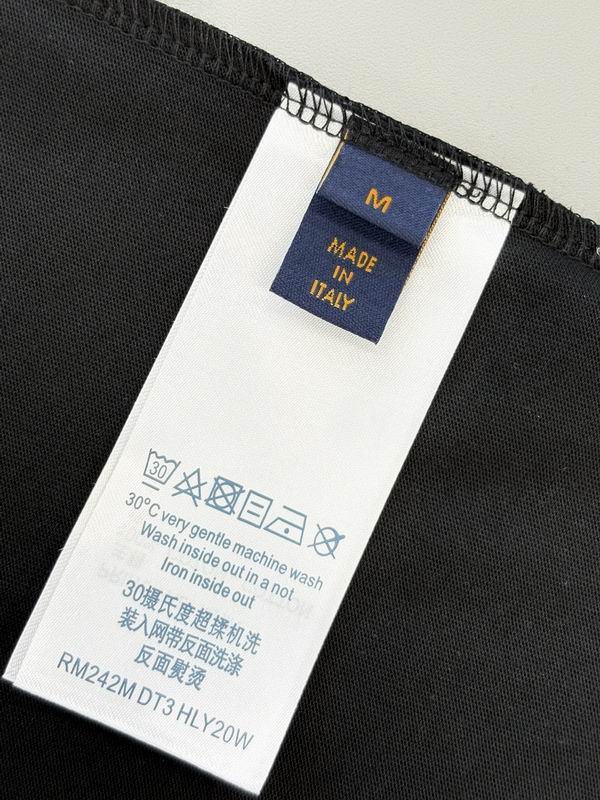 M
MADE
IN
ITALY
30
30°C very gentle machine wash
Wash inside out in a not
Iron inside out
30摄氏度超揉机洗
装入网带反面洗涤
反面熨烫
RM242M DT3 HLY20W